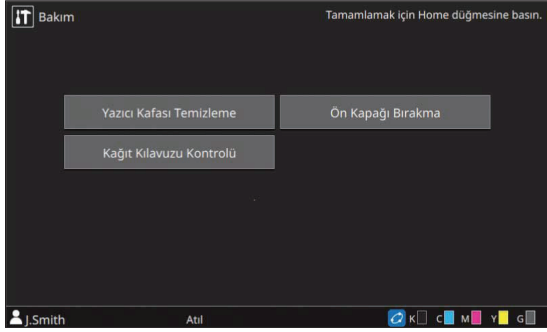 Bakım
Tamamlamak için Home düğmesine basın.
Yazıcı Kafası Temizleme
Ön Kapağı Bırakma
Kağıt Kılavuzu Kontrolü
J.Smith
Atıl
K C M Y G